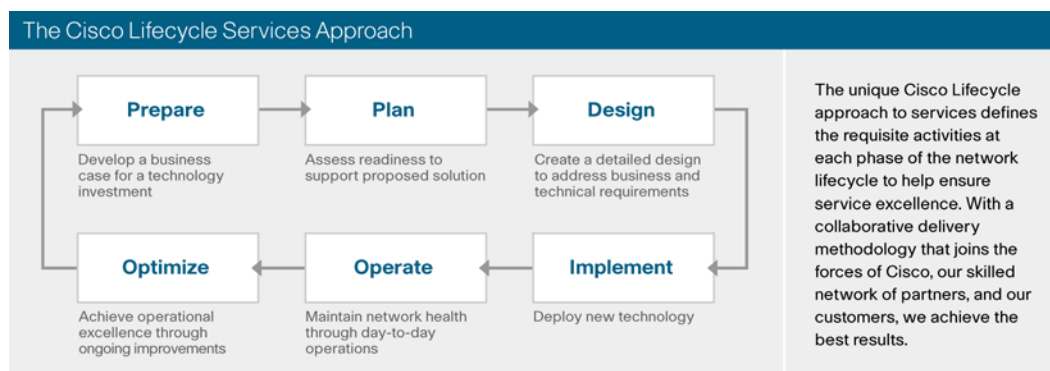 The Cisco Lifecycle Services Approach
Prepare
Develop a business
case for a technology
investment
Plan
Assess readiness to
support proposed solution
Design
Create a detailed design
to address business and
technical requirements
Optimize
Achieve operational
excellence through
ongoing improvements
Operate
Maintain network health
through day-to-day
operations
Implement
Deploy new technology
The unique Cisco Lifecycle
approach to services defines
the requisite activities at
each phase of the network
lifecycle to help ensure
service excellence. With a
collaborative delivery
methodology that joins the
forces of Cisco, our skilled
network of partners, and our
customers, we achieve the
best results.